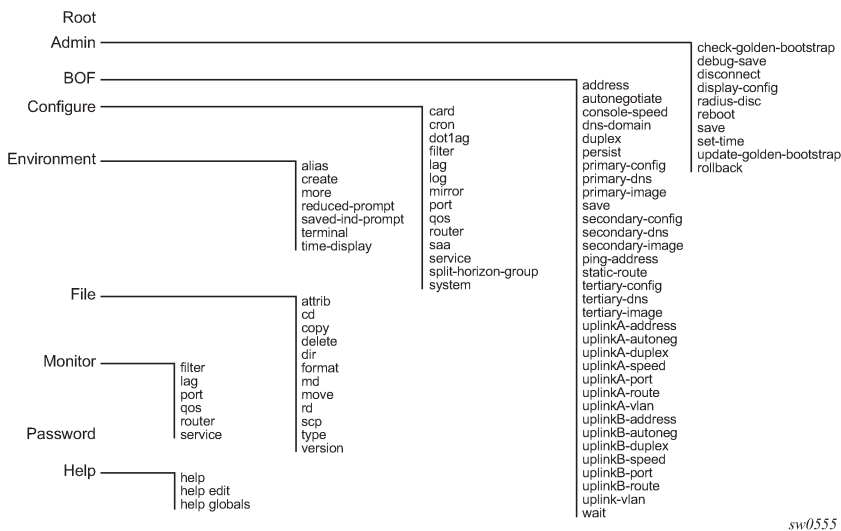 Root
Admin
check-golden-bootstrap
debug-save
disconnect
display-config
radius-disc
reboot
save
set-time
update-golden-bootstrap
rollback
BOF
address
autonegotiate
console-speed
dns-domain
duplex
persist
primary-config
primary-dns
primary-image
save
secondary-config
secondary-dns
secondary-image
ping-address
static-route
tertiary-config
tertiary-dns
tertiary-image
uplinkA-address
uplinkA-autoneg
uplinkA-duplex
uplinkA-speed
uplinkA-port
uplinkA-route
uplinkA-vlan
uplinkB-address
uplinkB-autoneg
uplinkB-duplex
uplinkB-speed
uplinkB-port
uplinkB-route
uplink-vlan
wait
Configure
card
cron
dot1ag
filter
lag
log
mirror
port
qos
router
saa
service
split-horizon-group
system
Environment
alias
create
more
reduced-prompt
saved-ind-prompt
terminal
time-display
File
attrib
cd
copy
delete
dir
format
md
move
rd
scp
type
version
Monitor
filter
lag
port
qos
router
service
Password
Help
help
help edit
help globals
sw0555